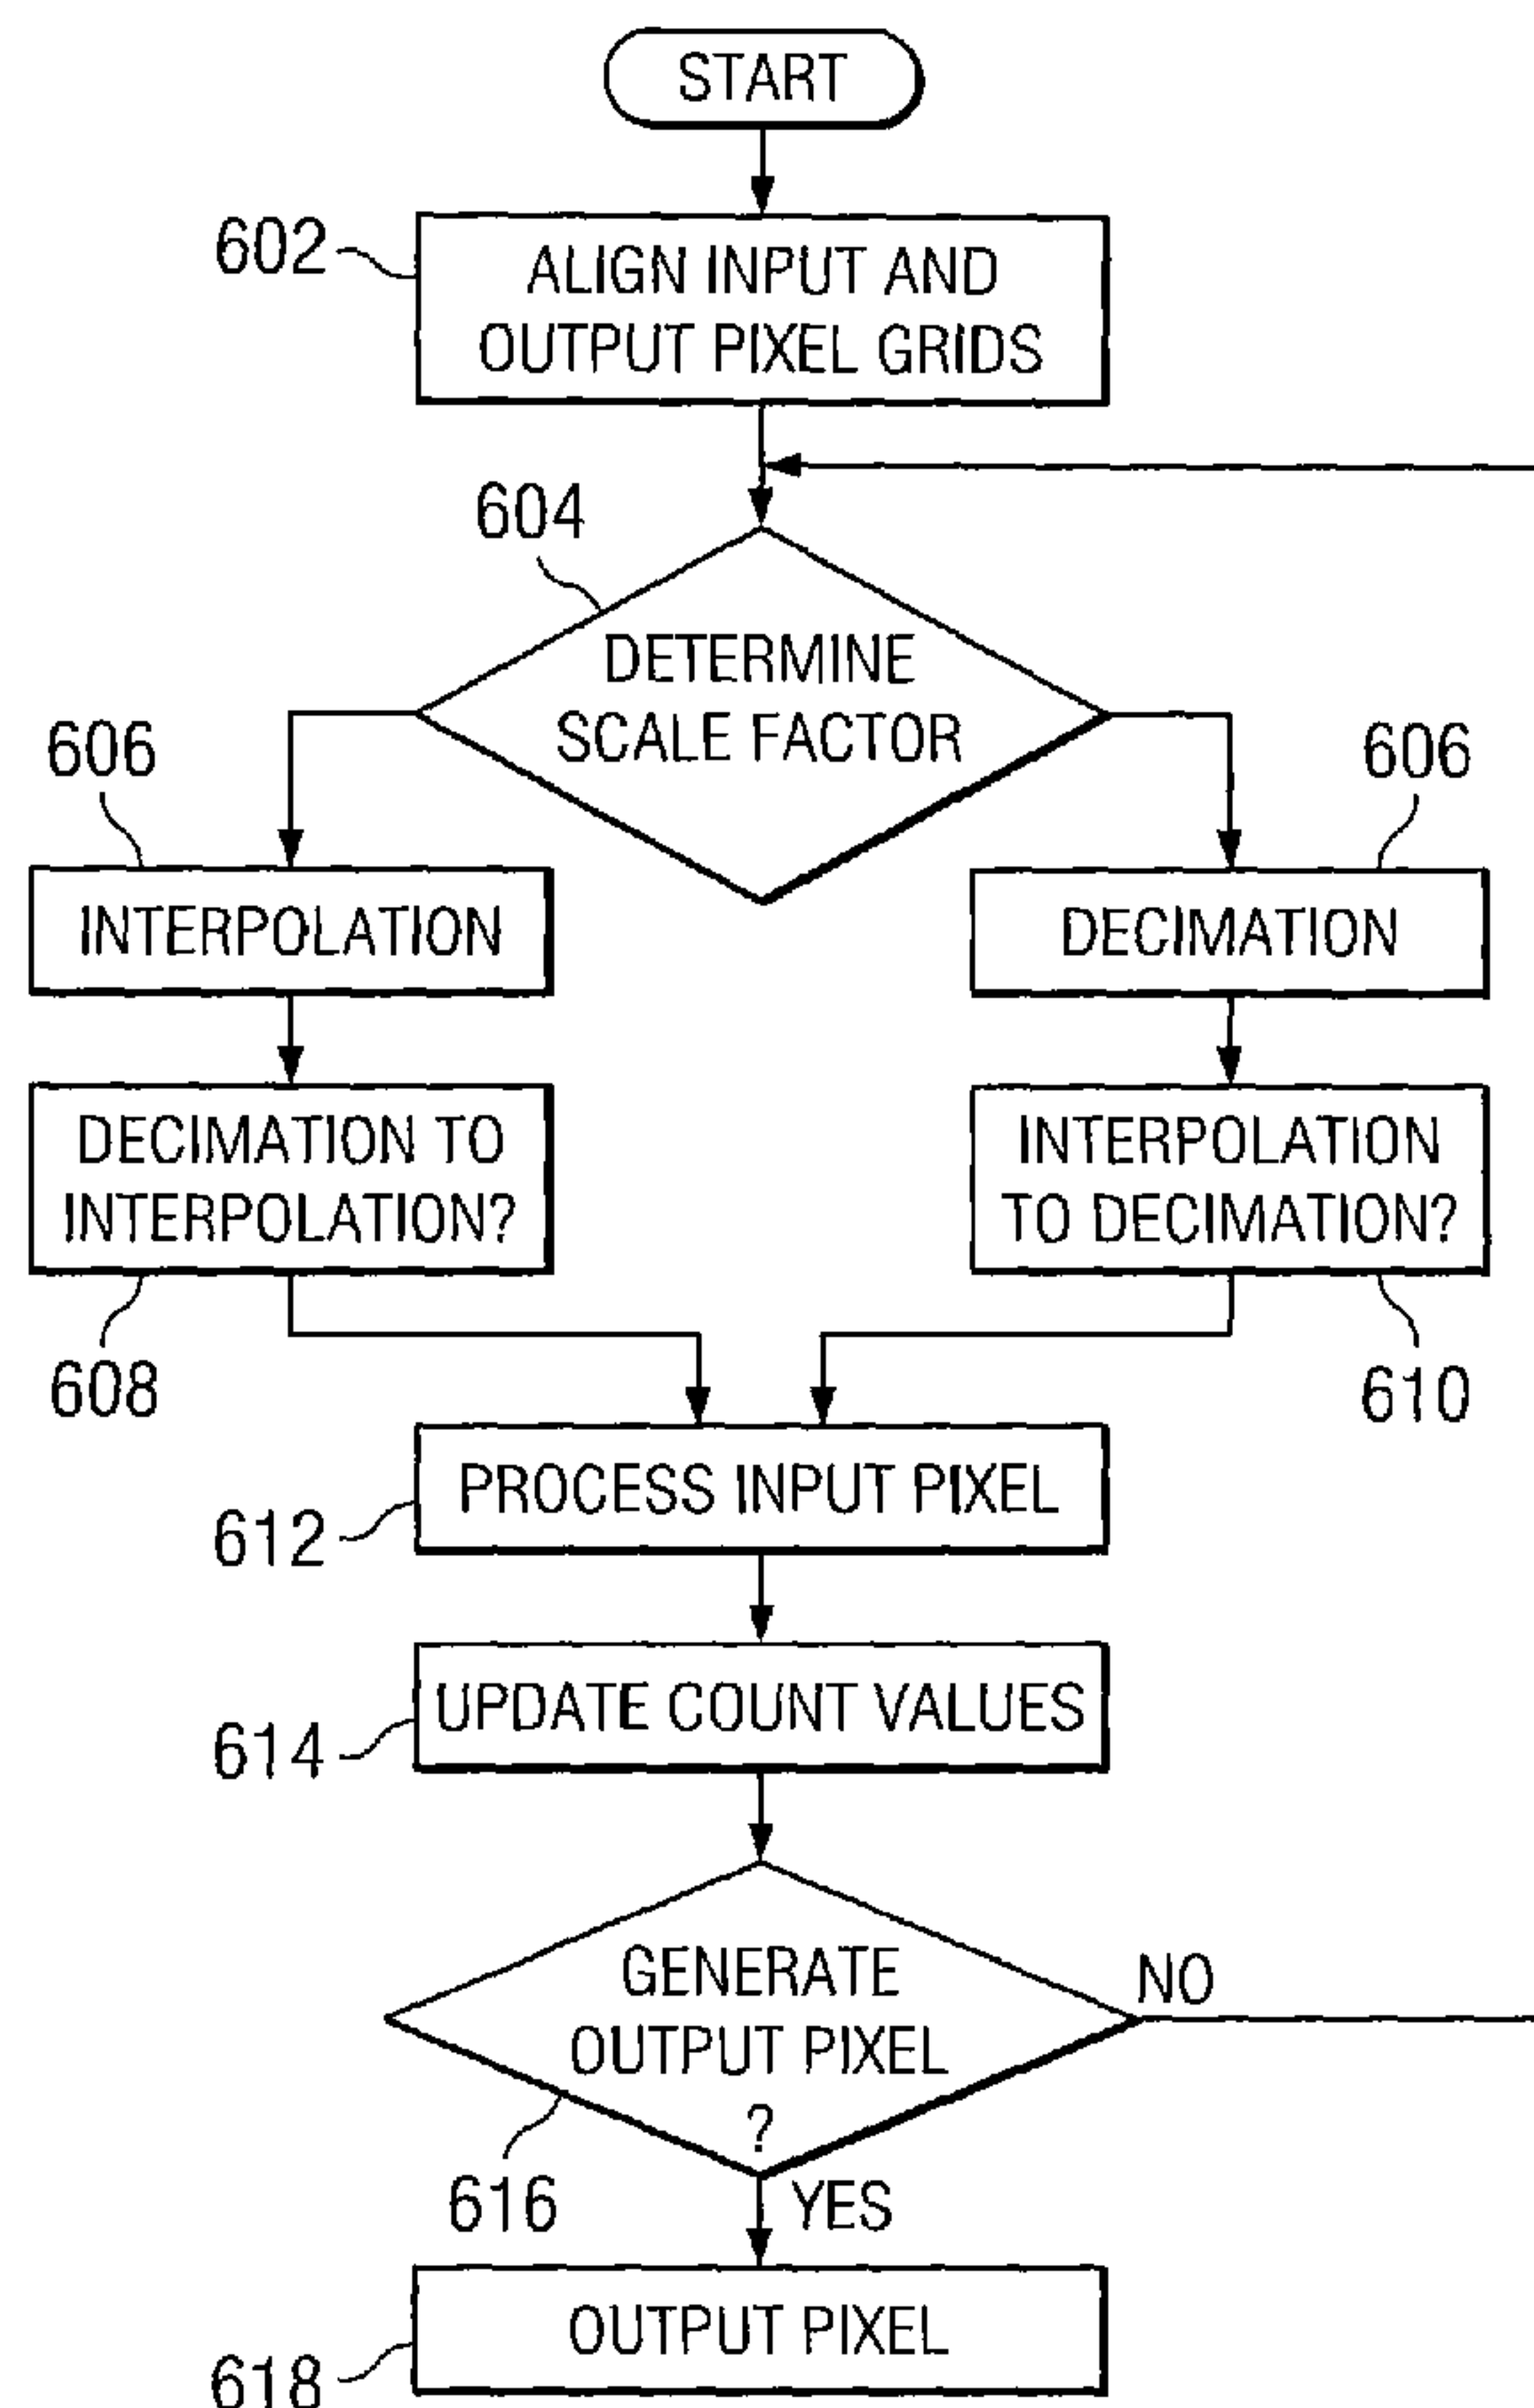 START
602
ALIGN INPUT AND
OUTPUT PIXEL GRIDS
604
DETERMINE
SCALE FACTOR
606
606
INTERPOLATION
DECIMATION
DECIMATION TO
INTERPOLATION?
INTERPOLATION
TO DECIMATION?
608
610
PROCESS INPUT PIXEL
612
UPDATE COUNT VALUES
614
GENERATE
OUTPUT PIXEL
?
NO
616
YES
OUTPUT PIXEL
618